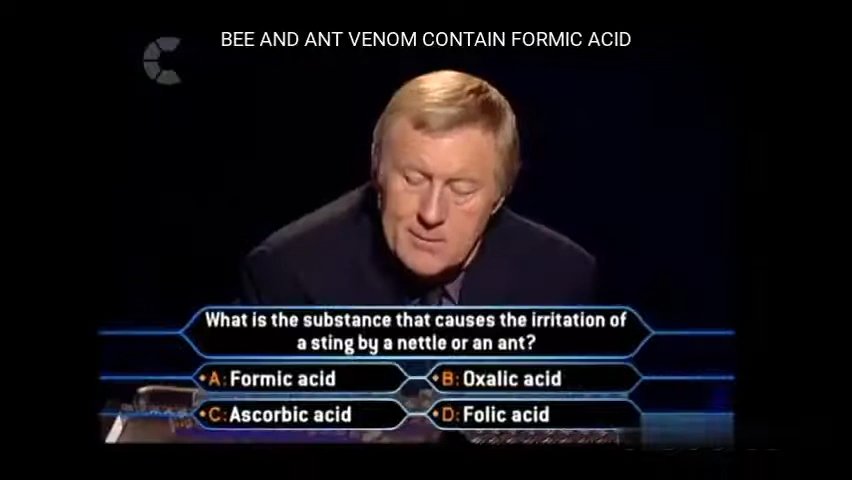 BEE AND ANT VENOM CONTAIN FORMIC ACID
What is the substance that causes the irritation of
a sting by a nettle or an ant?
A: Formic acid
B: Oxalic acid
C: Ascorbic acid
D: Folic acid